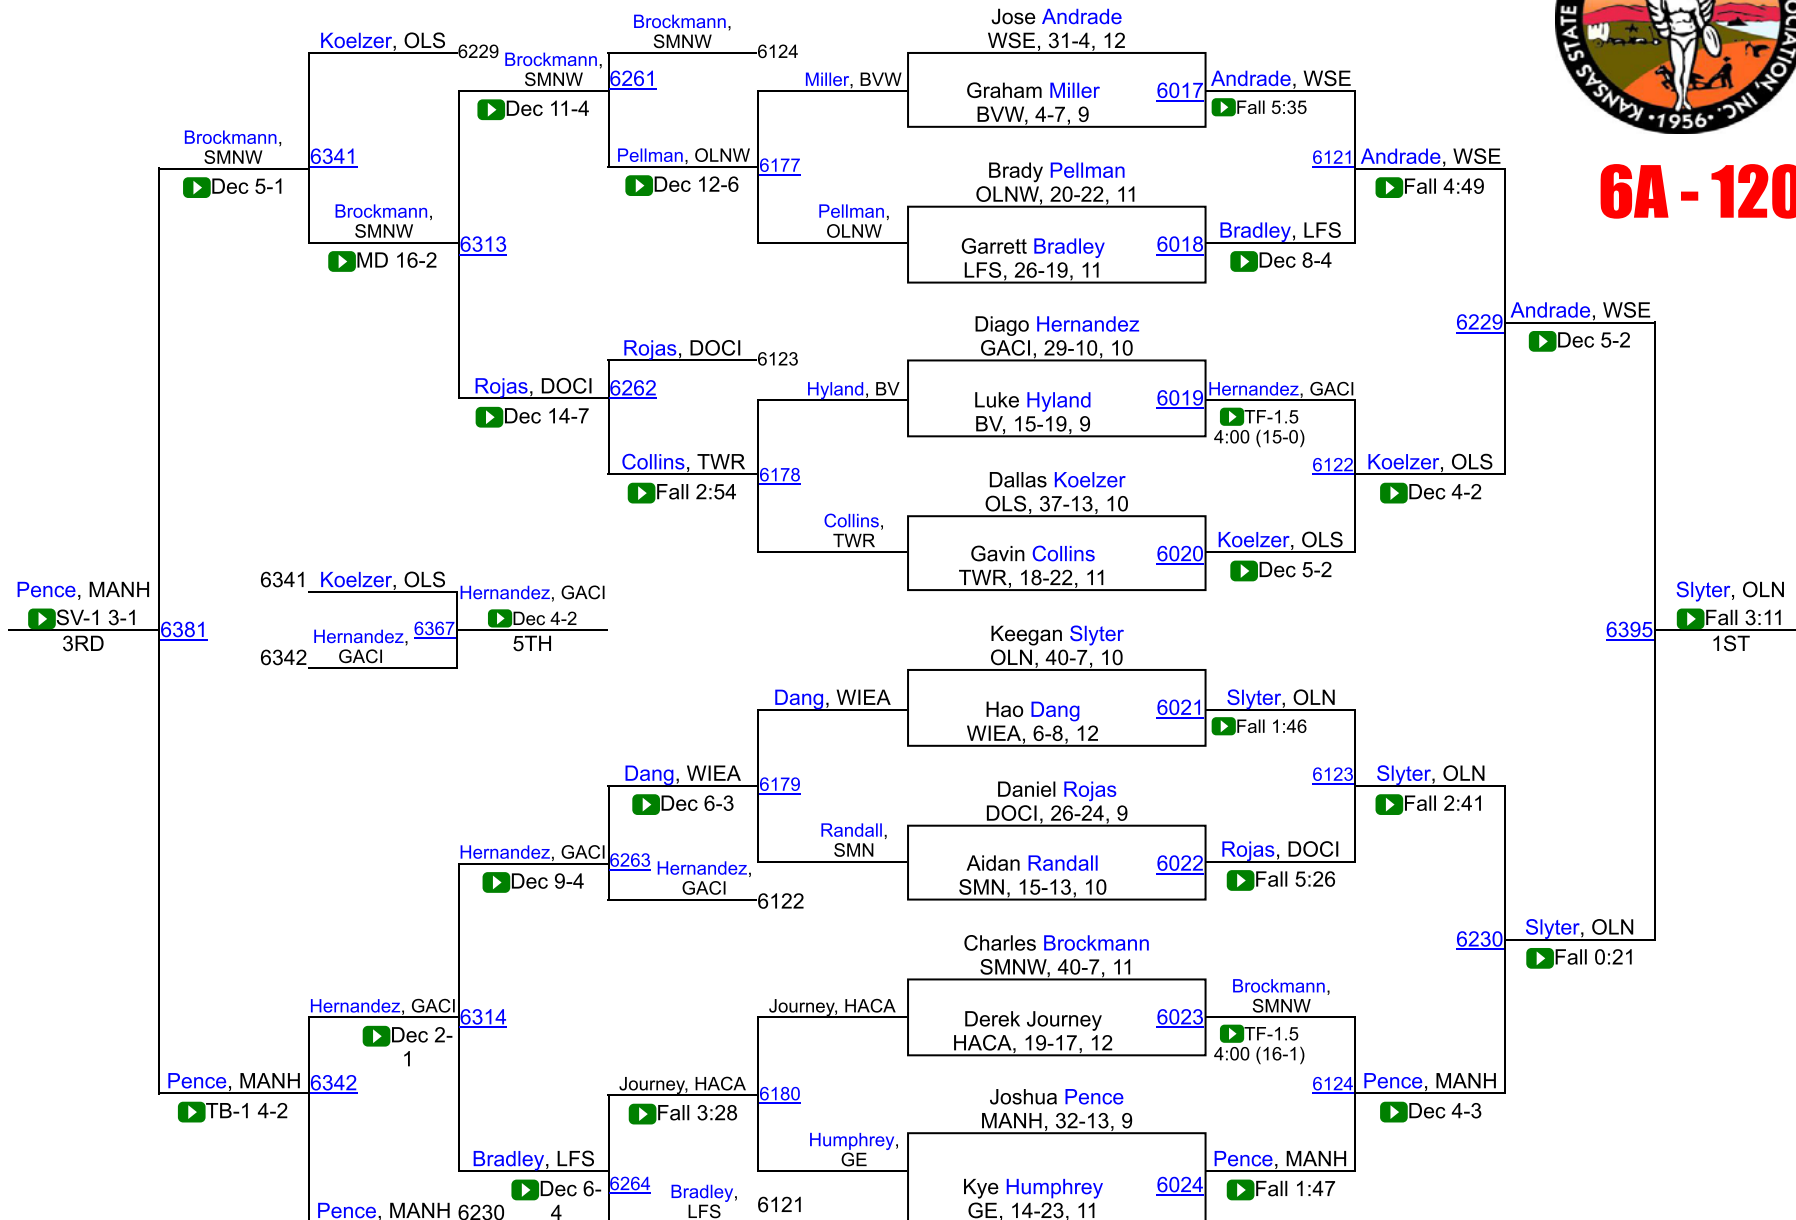 Koelzer, OLS
6229
Brockmann,
SMNW
6341
Dec 5-1
Brockmann,
SMNW
MD 16-2
Brockmann,
SMNW
Dec 11-4
6313
Rojas, DOCI
Dec 14-7
Brockmann,
SMNW
6124
6261
Pellman, OLNW
Dec 12-6
Rojas, DOCI
6123
6262
Collins, TWR
Fall 2:54
Miller, BVW
6177
Pellman,
OLNW
Hyland, BV
6178
Collins,
TWR
Jose Andrade
WSE, 31-4, 12
Graham Miller
BVW, 4-7, 9
6017
Andrade, WSE
Fall 5:35
Brady Pellman
OLNW, 20-22, 11
Garrett Bradley
LFS, 26-19, 11
6018
Bradley, LFS
Dec 8-4
6121
Andrade, WSE
Fall 4:49
Diago Hernandez
GACI, 29-10, 10
Luke Hyland
BV, 15-19, 9
6019
Hernandez, GACI
TF-1.5
4:00 (15-0)
Dallas Koelzer
OLS, 37-13, 10
Gavin Collins
TWR, 18-22, 11
6020
Koelzer, OLS
Dec 5-2
6122
Koelzer, OLS
Dec 4-2
6229
Andrade, WSE
Dec 5-2
KANSAS STATE
OCIATION, INC.
•1956•
6A - 120
Pence, MANH
SV-1 3-1
3RD
6381
6341
Koelzer, OLS
6342
Hernandez,
GACI
6367
Hernandez, GACI
Dec 4-2
5TH
Keegan Slyter
OLN, 40-7, 10
Hao Dang
WIEA, 6-8, 12
6021
Slyter, OLN
Fall 1:46
Daniel Rojas
DOCI, 26-24, 9
Aidan Randall
SMN, 15-13, 10
6022
Rojas, DOCI
Fall 5:26
6123
Slyter, OLN
Fall 2:41
6395
Slyter, OLN
Fall 3:11
1ST
Dang, WIEA
6179
Randall,
SMN
Dang, WIEA
Dec 6-3
6263
Hernandez,
GACI
6122
Hernandez, GACI
Dec 9-4
Charles Brockmann
SMNW, 40-7, 11
Derek Journey
HACA, 19-17, 12
6023
Brockmann,
SMNW
TF-1.5
4:00 (16-1)
Joshua Pence
MANH, 32-13, 9
Kye Humphrey
GE, 14-23, 11
6024
Pence, MANH
Fall 1:47
6124
Pence, MANH
Dec 4-3
6230
Slyter, OLN
Fall 0:21
Journey, HACA
6180
Humphrey,
GE
Journey, HACA
Fall 3:28
6264
Bradley,
LFS
6121
Hernandez, GACI
Dec 2-
1
6314
Bradley, LFS
Dec 6-
4
Pence, MANH
TB-1 4-2
6342
Pence, MANH
6230